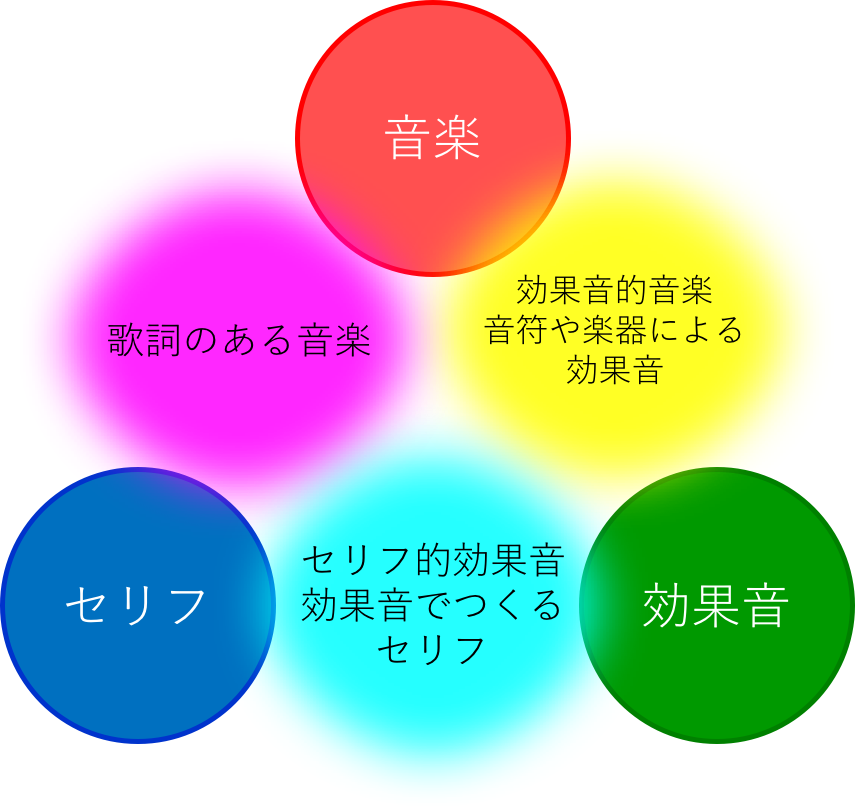 音楽
歌詞のある音楽
効果音的音楽
音符や楽器による
効果音
セリフ
セリフ的効果音
効果音でつくる
セリフ
効果音